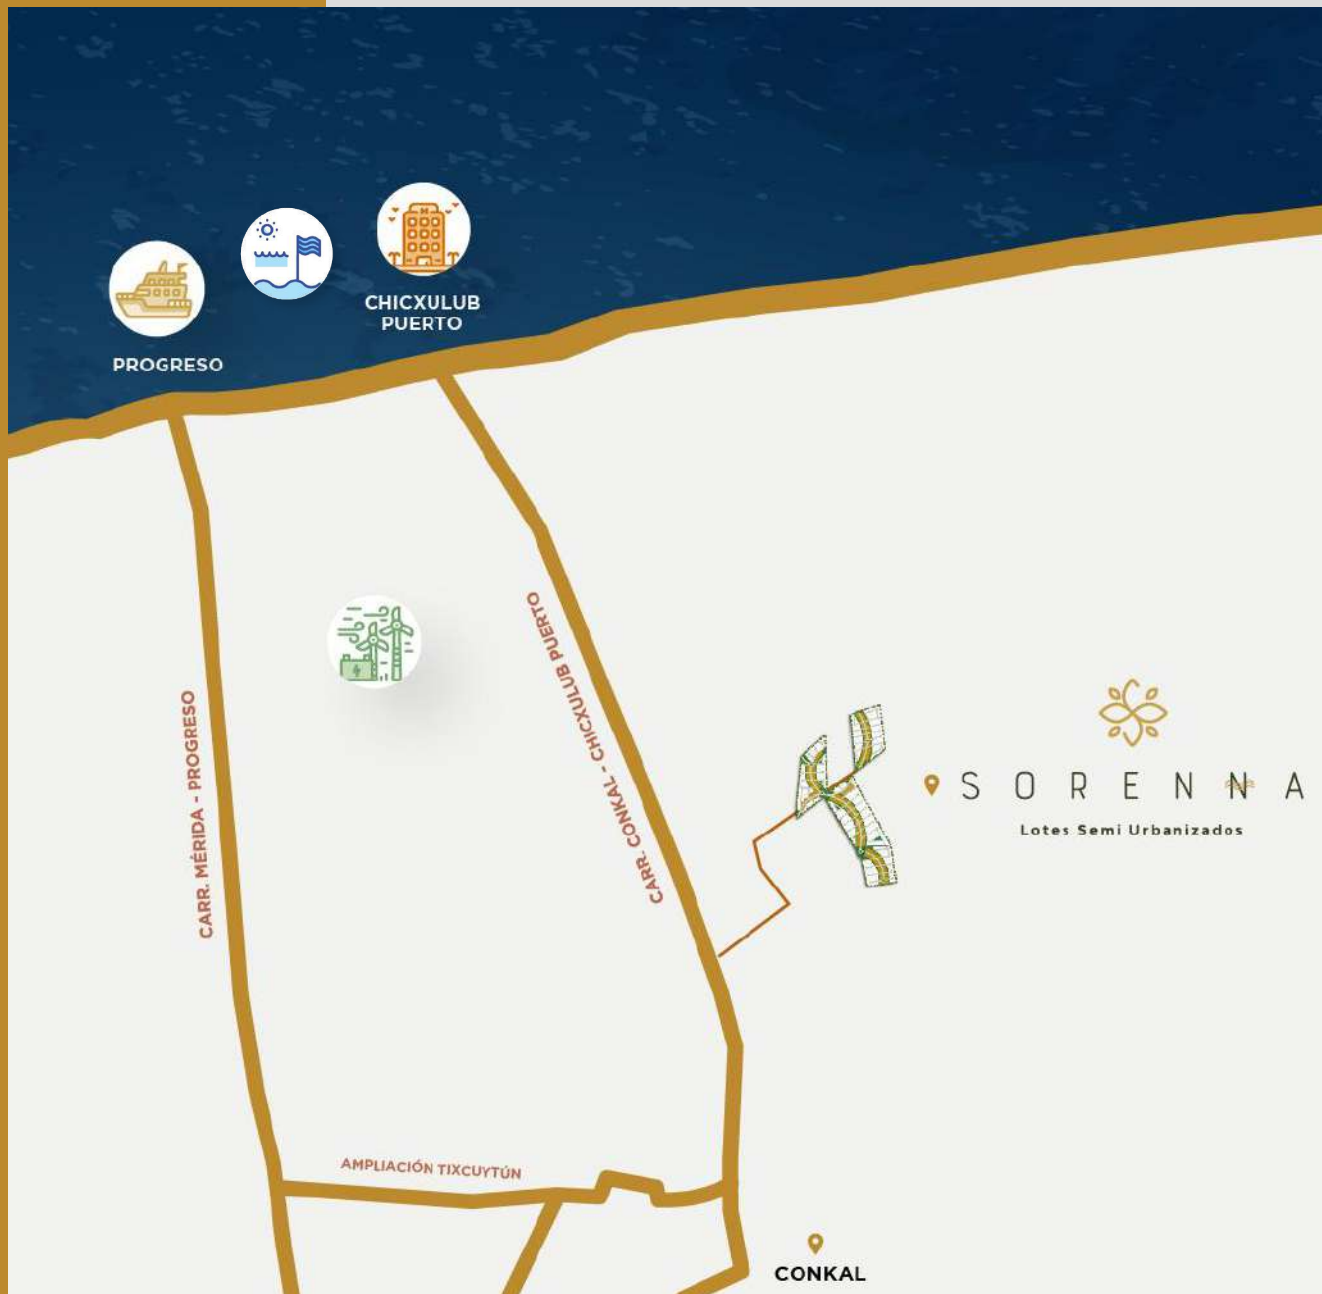 CHICXULUB
PUERTO
PROGRESO
CARR. CONKAL - CHICXULUB PUERTO
CARR. MÉRIDA - PROGRESO
SORENNA
Lotes Semi Urbanizados
AMPLIACIÓN TIXCUYTÚN
CONKAL